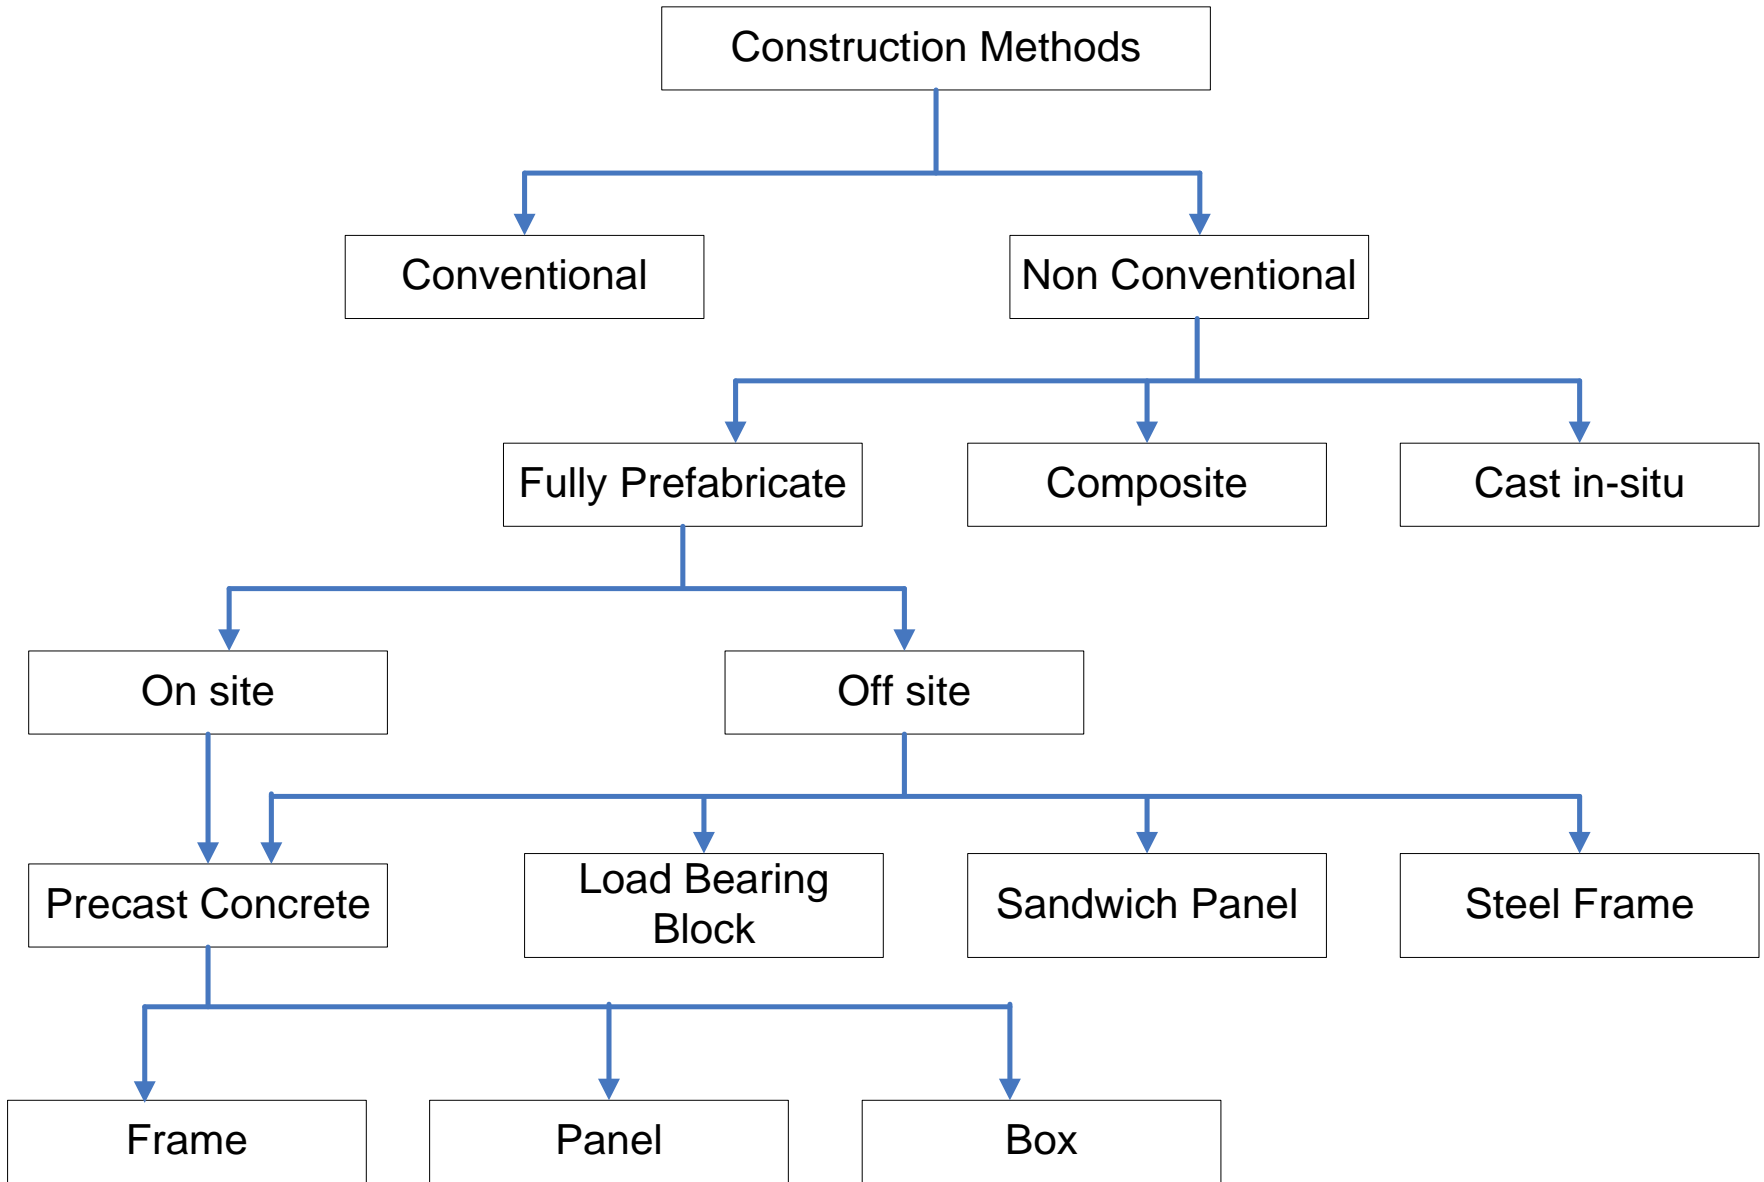 Construction Methods
Conventional
Non Conventional
Fully Prefabricate
Composite
Cast in-situ
On site
Off site
Precast Concrete
Load Bearing
Block
Sandwich Panel
Steel Frame
Frame
Panel
Box